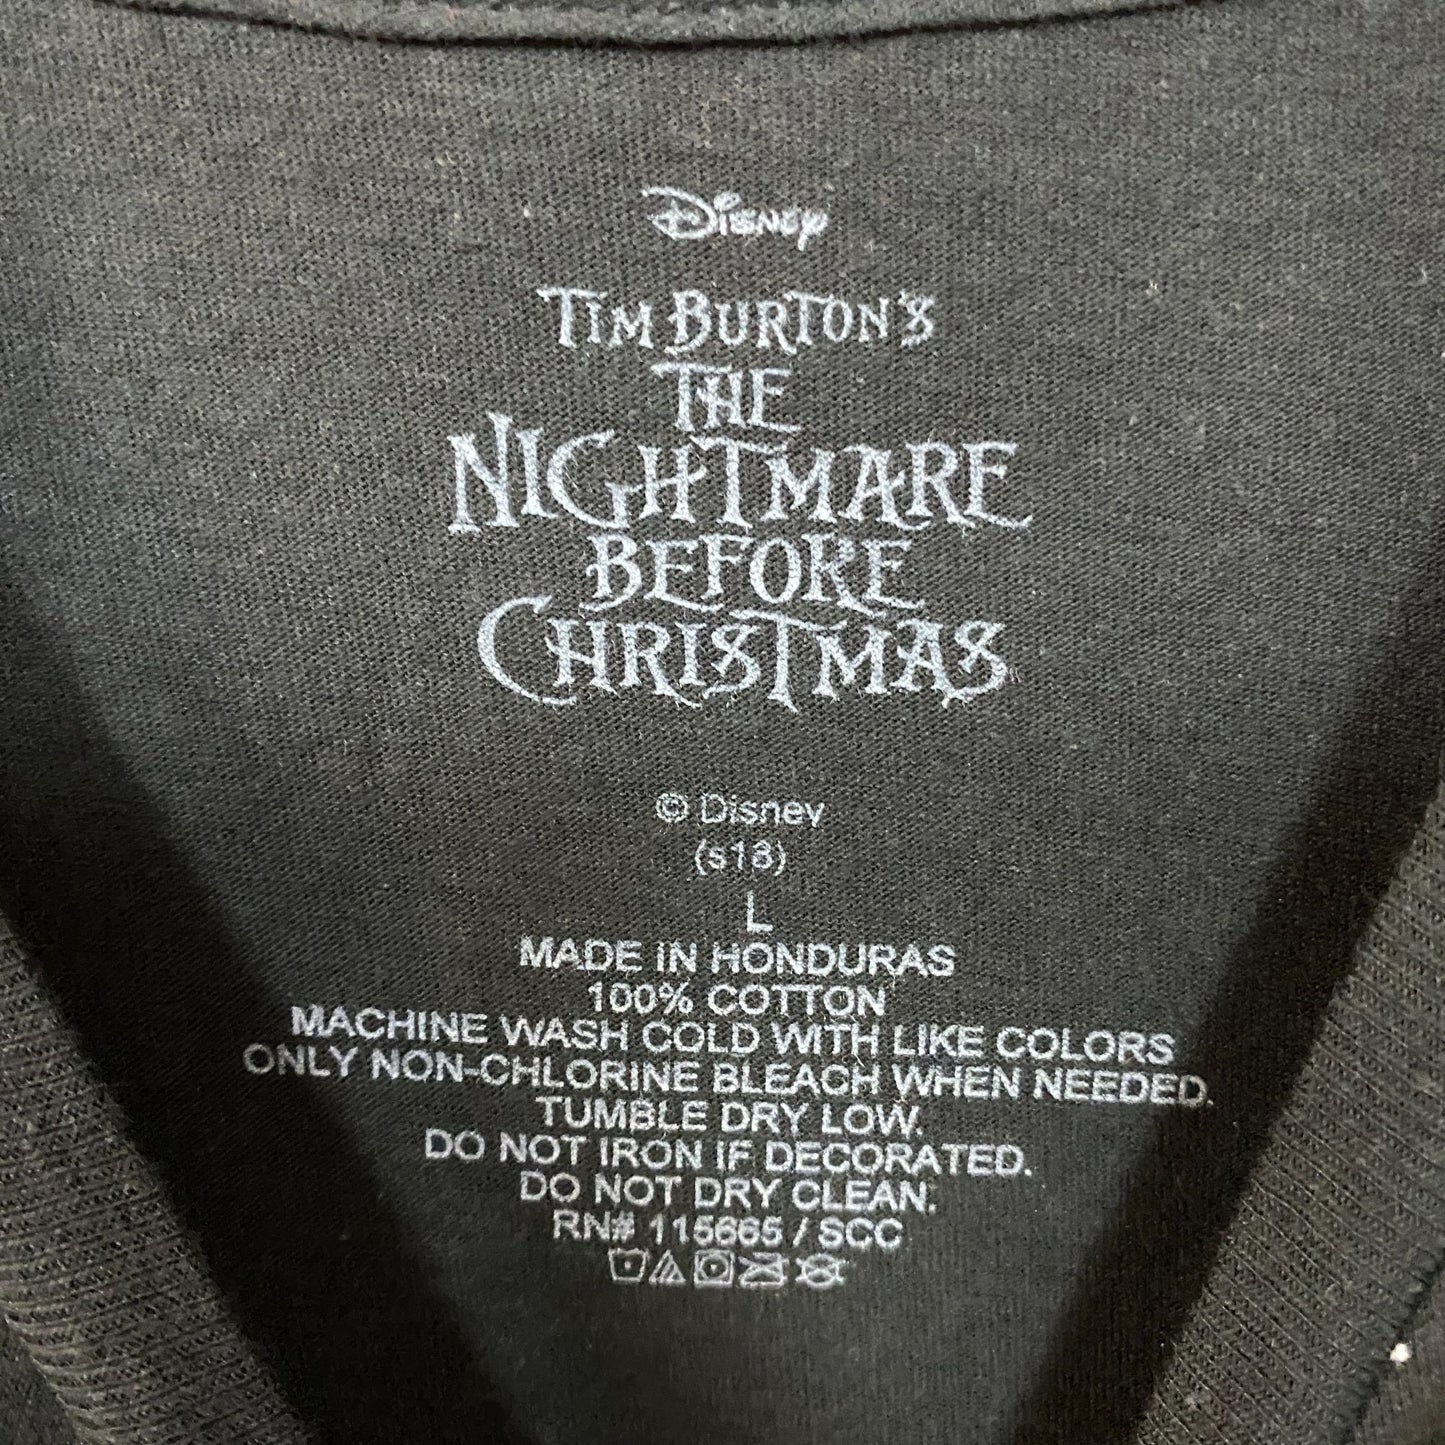 Disney
TIM BURTON'S
THE
NIGHTMARE
BEFORE
CHRISTMAS
© Disney
(s18)
L
MADE IN HONDURAS
100% COTTON
MACHINE WASH COLD WITH LIKE COLORS
ONLY NON-CHLORINE BLEACH WHEN NEEDED.
TUMBLE DRY LOW.
DO NOT IRON IF DECORATED.
DO NOT DRY CLEAN.
RN# 115665 / SCC